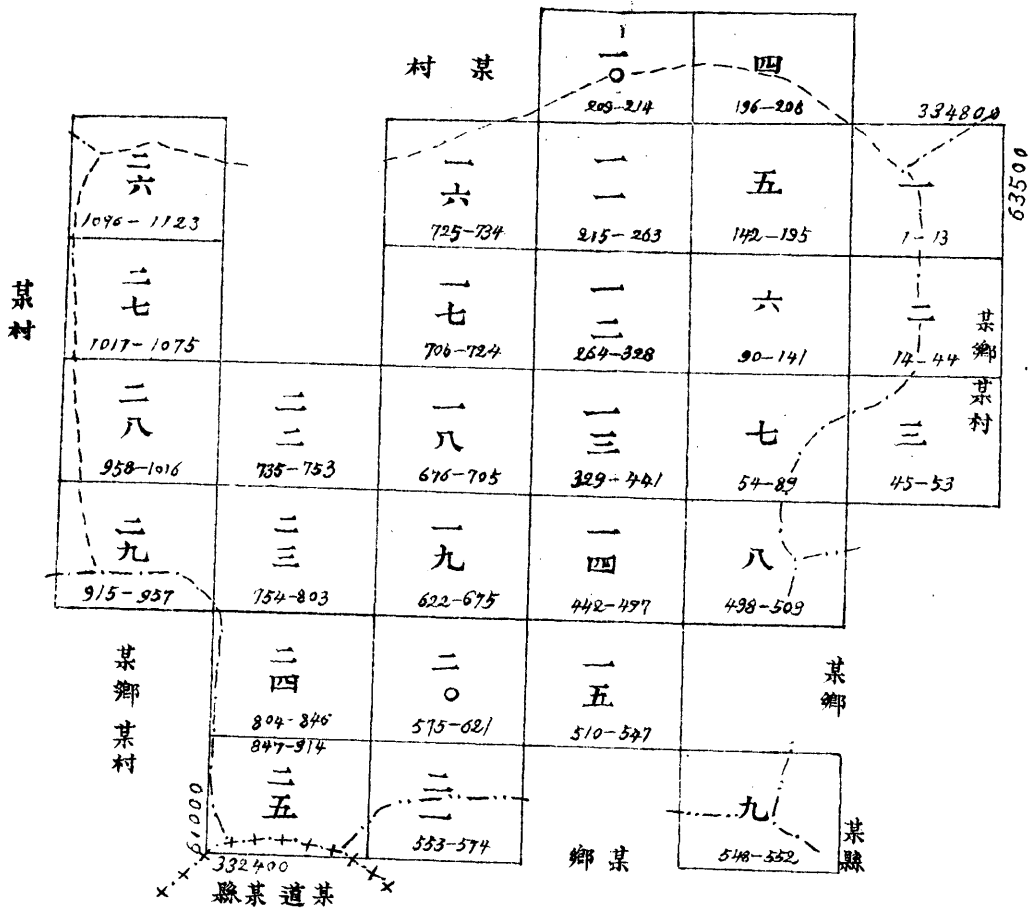 一〇
209-214
四
196-208
某村
334800
63500
二六
1096-1123
一六
725-734
一一
215-263
五
142-195
一
1-13
某村
二七
1017-1075
一七
706-724
一二
264-328
六
90-141
二
14-44
某鄉某村
二八
958-1016
二二
735-753
一八
676-705
一三
329-441
七
54-89
三
45-53
二九
915-957
二三
754-803
一九
622-675
一四
442-497
八
498-509
某鄉某村
二四
804-846
二〇
575-621
一五
510-547
某鄉
61000
847-914
二五
二一
553-574
某鄉
九
548-552
某縣
332400
某道某縣